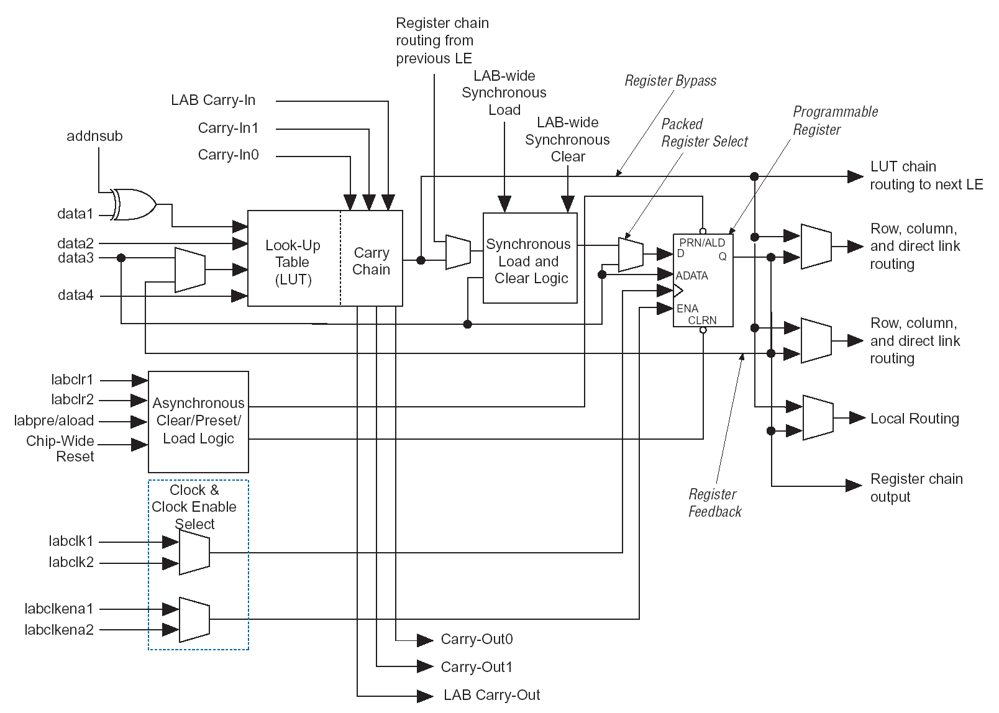 Register chain
routing from
previous LE
LAB-wide
Synchronous
Load
Register Bypass
LAB Carry-In
Programmable
Register
Packed
Register Select
LAB-wide
Synchronous
Clear
Carry-In1
addnsub
Carry-In0
LUT chain
routing to next LE
data1
data2
data3
data4
Look-Up
Table
(LUT)
Carry
Chain
Synchronous
Load and
Clear Logic
PRN/ALD
D
Q
ADATA
ENA
CLRN
Row, column,
and direct link
routing
Row, column,
and direct link
routing
labclr1
labclr2
labpre/aload
Chip-Wide
Reset
Asynchronous
Clear/Preset/
Load Logic
Local Routing
Register
Feedback
Register chain
output
Clock &
Clock Enable
Select
labclk1
labclk2
labclkena1
labclkena2
Carry-Out0
Carry-Out1
LAB Carry-Out